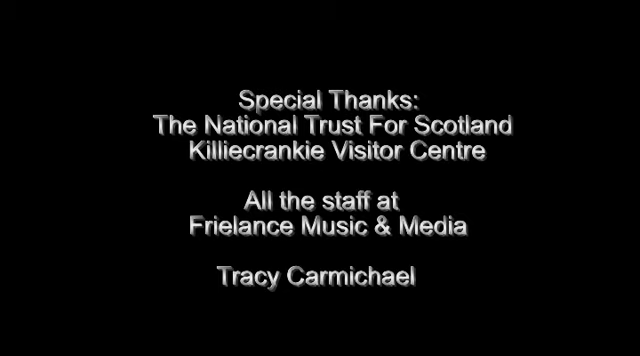 Special Thanks:
The National Trust For Scotland
Killiecrankie Visitor Centre
All the staff at
Frielance Music & Media
Tracy Carmichael